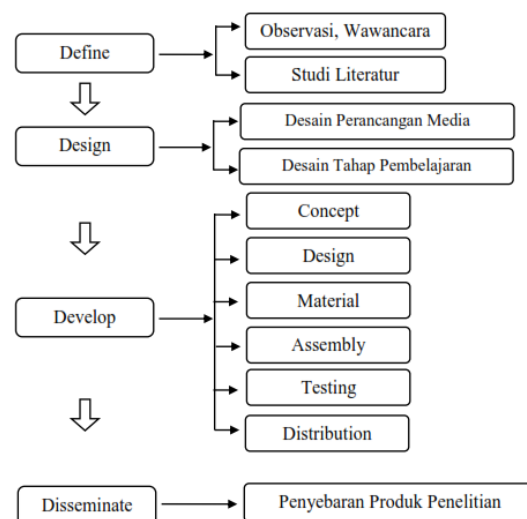 Define
Observasi, Wawancara
Studi Literatur
Design
Desain Perancangan Media
Desain Tahap Pembelajaran
Develop
Concept
Design
Material
Assembly
Testing
Distribution
Disseminate
Penyebaran Produk Penelitian